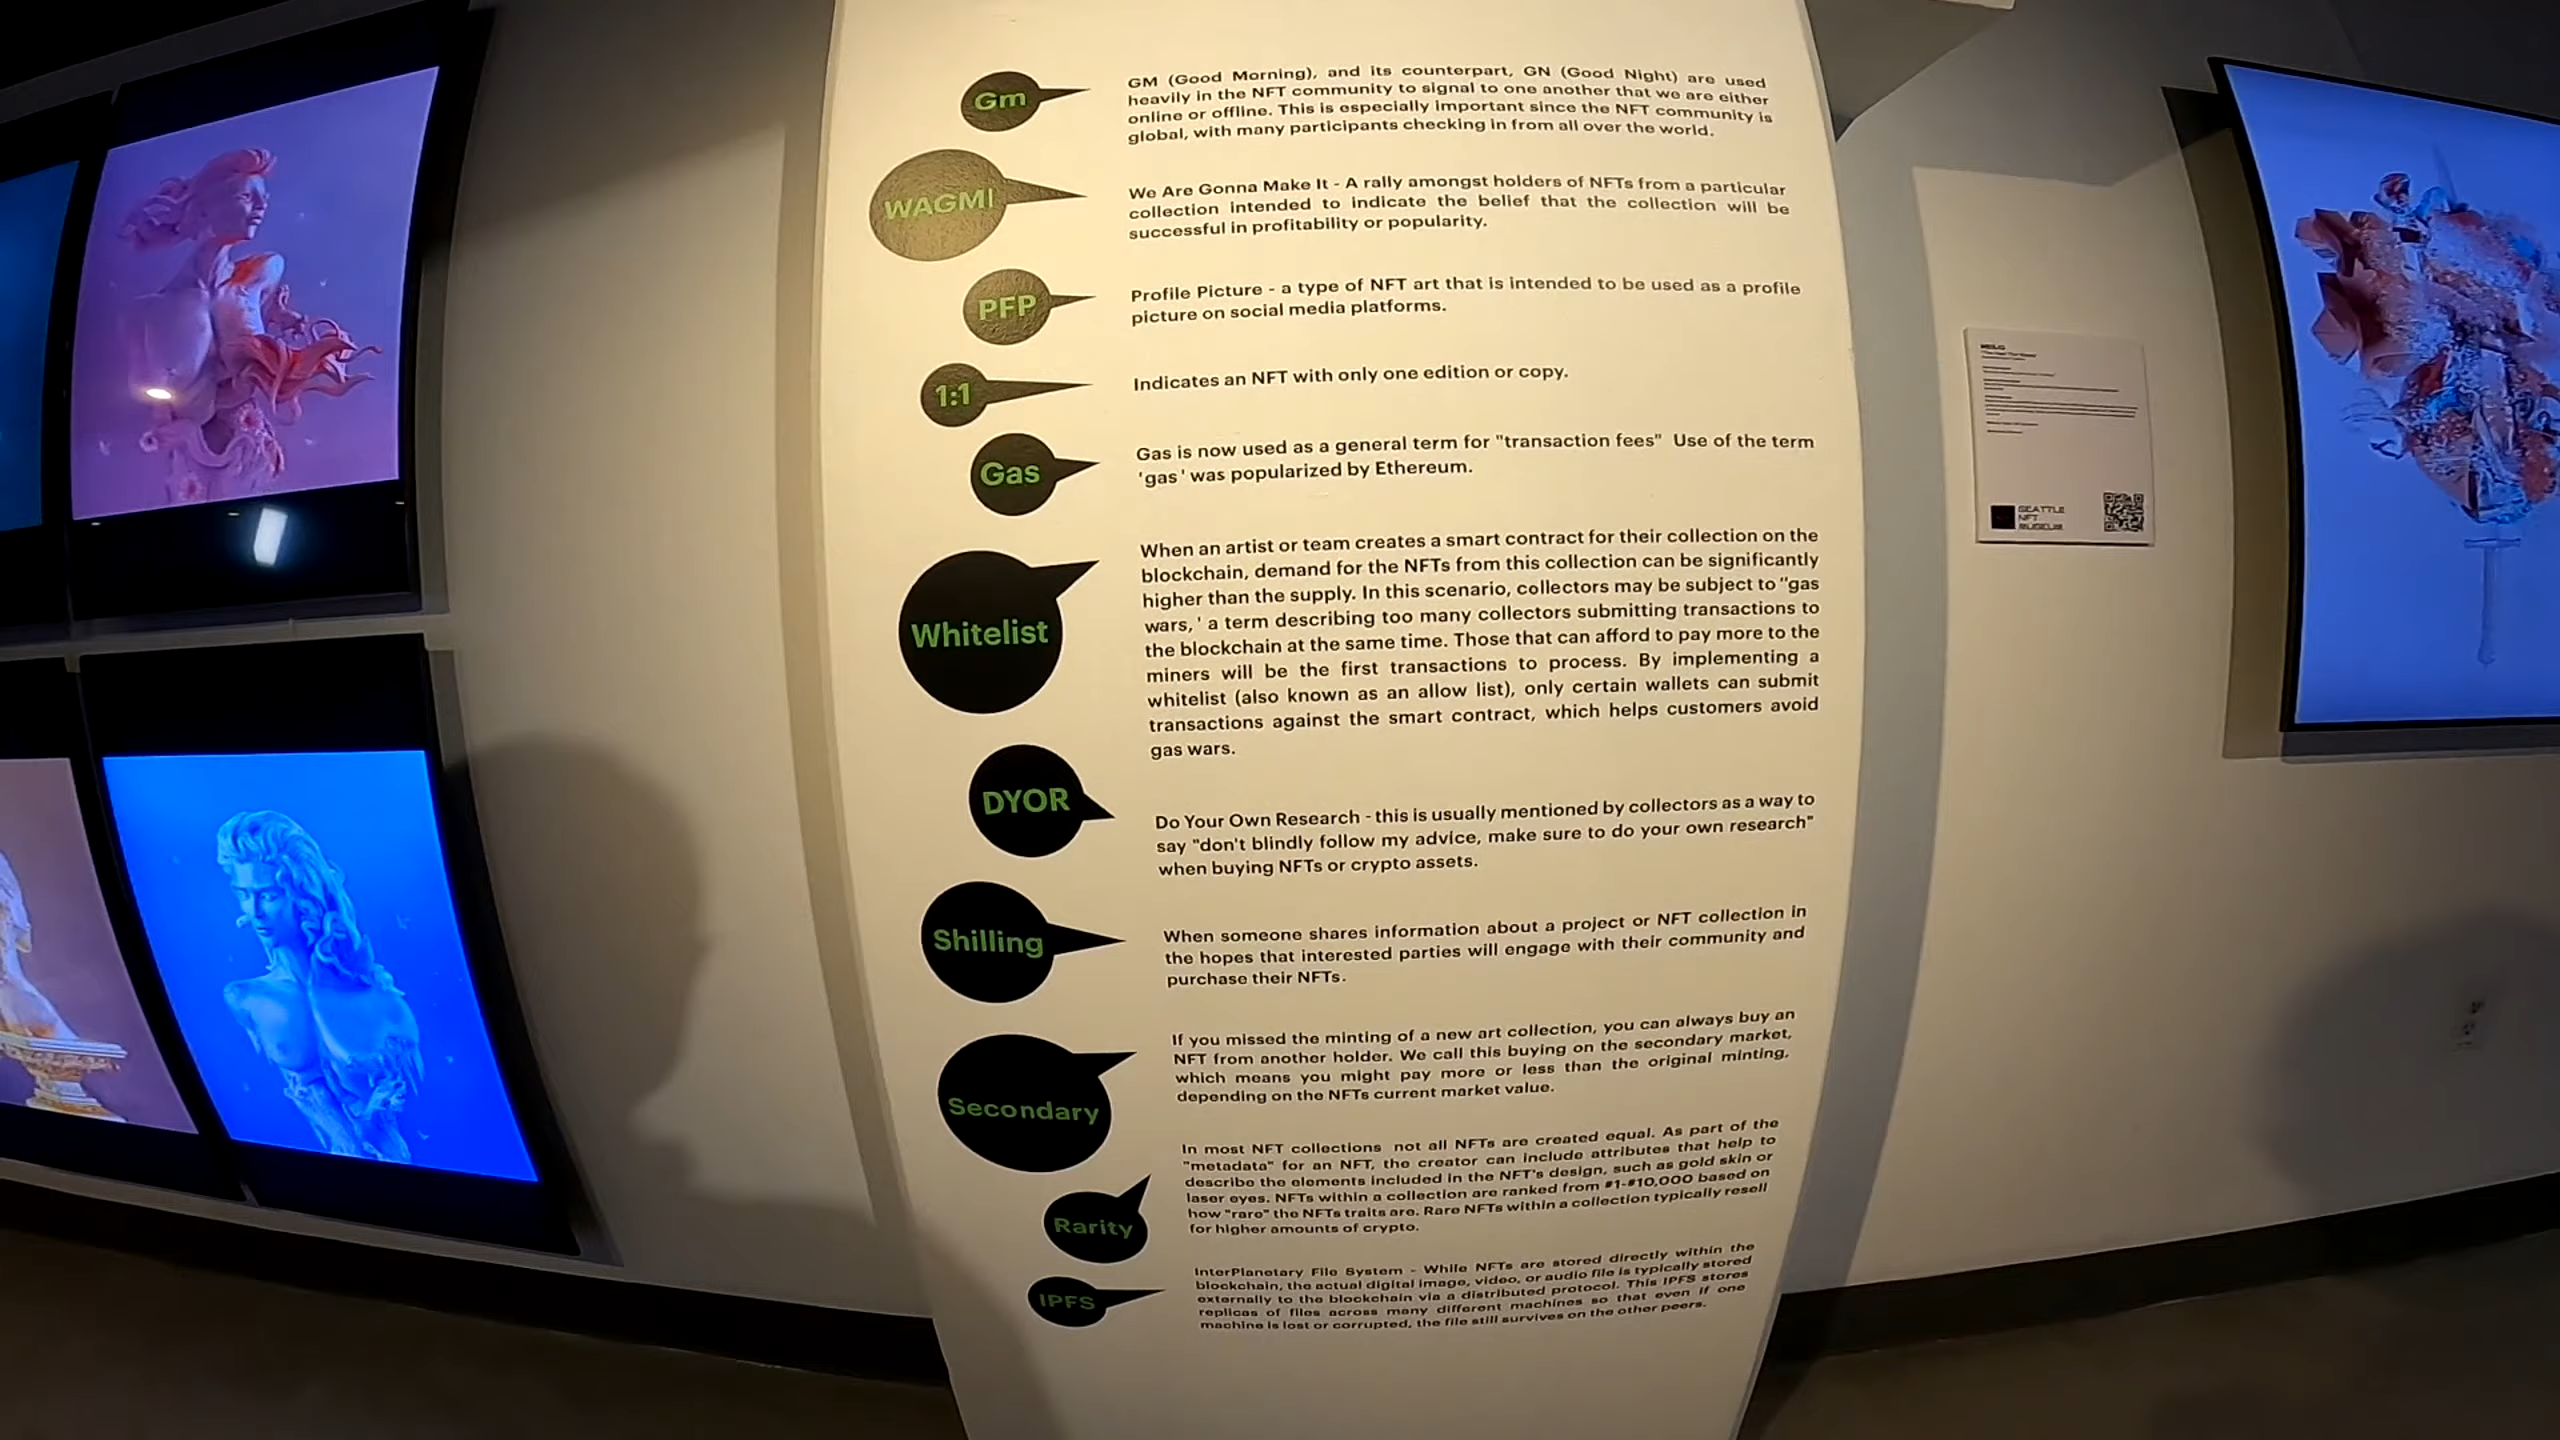 Gm
GM (Good Morning), and its counterpart, GN (Good Night) are used
heavily in the NFT community to signal to one another that we are either
online or offline. This is especially important since the NFT community is
global, with many participants checking in from all over the world.
WAGMI
We Are Gonna Make It - A rally amongst holders of NFTs from a particular
collection intended to indicate the belief that the collection will be
successful in profitability or popularity.
PFP
Profile Picture - a type of NFT art that is intended to be used as a profile
picture on social media platforms.
1:1
Indicates an NFT with only one edition or copy.
Gas
Gas is now used as a general term for "transaction fees" Use of the term
'gas' was popularized by Ethereum.
Whitelist
When an artist or team creates a smart contract for their collection on the
blockchain, demand for the NFTs from this collection can be significantly
higher than the supply. In this scenario, collectors may be subject to "gas
wars,' a term describing too many collectors submitting transactions to
the blockchain at the same time. Those that can afford to pay more to the
miners will be the first transactions to process. By implementing a
whitelist (also known as an allow list), only certain wallets can submit
transactions against the smart contract, which helps customers avoid
gas wars.
DYOR
Do Your Own Research - this is usually mentioned by collectors as a way to
say "don't blindly follow my advice, make sure to do your own research"
when buying NFTs or crypto assets.
Shilling
When someone shares information about a project or NFT collection in
the hopes that interested parties will engage with their community and
purchase their NFTs.
Secondary
If you missed the minting of a new art collection, you can always buy an
NFT from another holder. We call this buying on the secondary market,
which means you might pay more or less than the original minting,
depending on the NFTs current market value.
Rarity
In most NFT collections not all NFTs are created equal. As part of the
"metadata" for an NFT, the creator can include attributes that help to
describe the elements included in the NFT's design, such as gold skin or
laser eyes. NFTs within a collection are ranked from #1-#10,000 based on
how "rare" the NFTs traits are. Rare NFTs within a collection typically resell
for higher amounts of crypto.
IPFS
InterPlanetary File System - While NFTs are stored directly within the
blockchain, the actual digital image, video, or audio file is typically stored
externally to the blockchain via a distributed protocol. This IPFS stores
replicas of files across many different machines so that even if one
machine is lost or corrupted, the file still survives on the other peers.
SEATTLE
NFT
MUSEUM